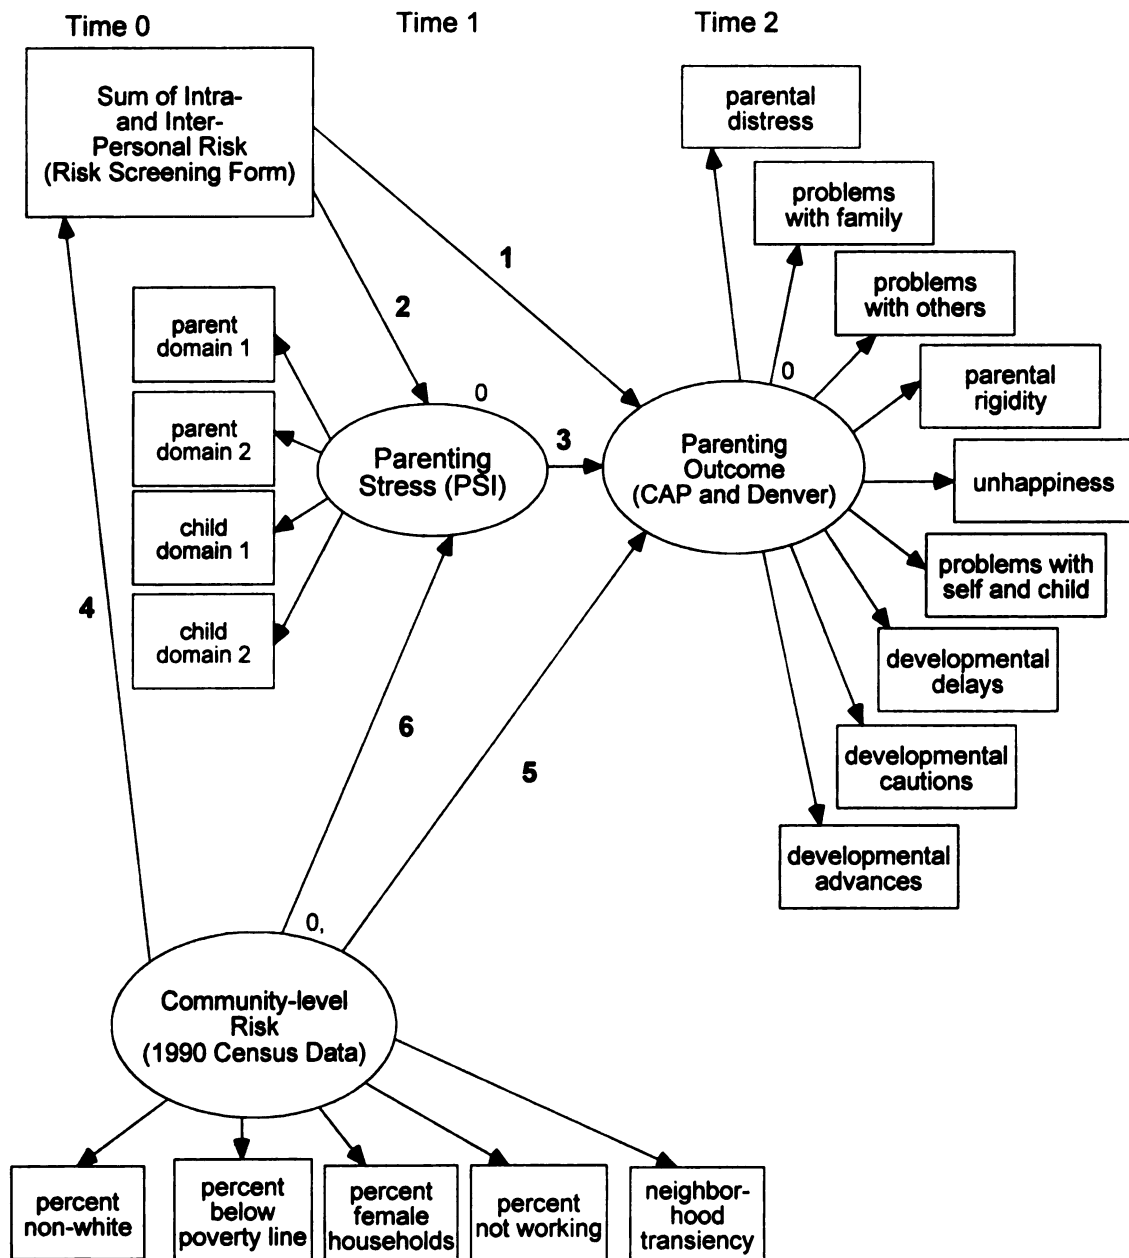 Time 0
Time 1
Time 2
Sum of Intra-
and Inter-
Personal Risk
(Risk Screening Form)
parental
distress
problems
with family
problems
with others
parental
rigidity
unhappiness
problems with
self and child
developmental
delays
developmental
cautions
developmental
advances
1
2
3
4
5
6
0
0
0,
parent
domain 1
parent
domain 2
child
domain 1
child
domain 2
Parenting
Stress (PSI)
Parenting
Outcome
(CAP and Denver)
Community-level
Risk
(1990 Census Data)
percent
non-white
percent
below
poverty line
percent
female
households
percent
not working
neighbor-
hood
transiency